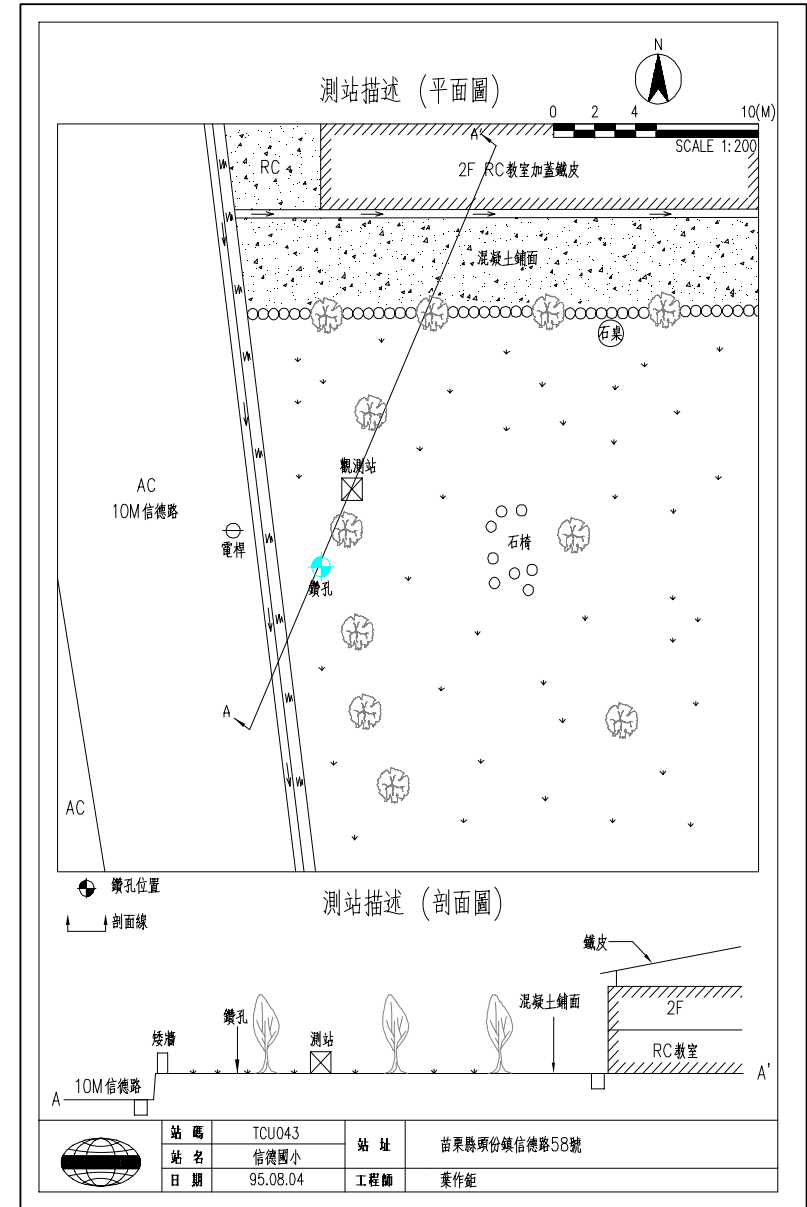 測站描述 (平面圖)
N
0 2 4 10(M)
SCALE 1:200
A'
RC
2F RC教室加蓋鐵皮
混凝土鋪面
石桌
觀測站
AC
10M信德路
電桿
石椅
鑽孔
A
AC
鑽孔位置
剖面線
測站描述 (剖面圖)
鐵皮
鑽孔
混凝土鋪面
2F
矮牆
測站
RC教室
A'
10M信德路
A
站碼 TCU043 站址 苗栗縣頭份鎮信德路58號
站名 信德國小
日期 95.08.04 工程師 葉作鉅